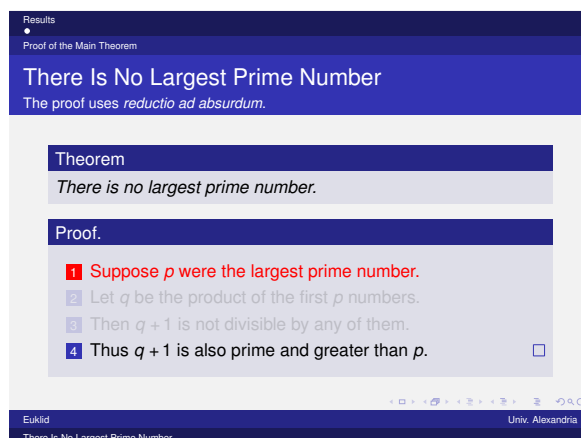 Results
Proof of the Main Theorem
There Is No Largest Prime Number
The proof uses reductio ad absurdum.
Theorem
There is no largest prime number.
Proof.
1 Suppose p were the largest prime number.
2 Let q be the product of the first p numbers.
3 Then q + 1 is not divisible by any of them.
4 Thus q + 1 is also prime and greater than p.
Euklid Univ. Alexandria
There Is No Largest Prime Number